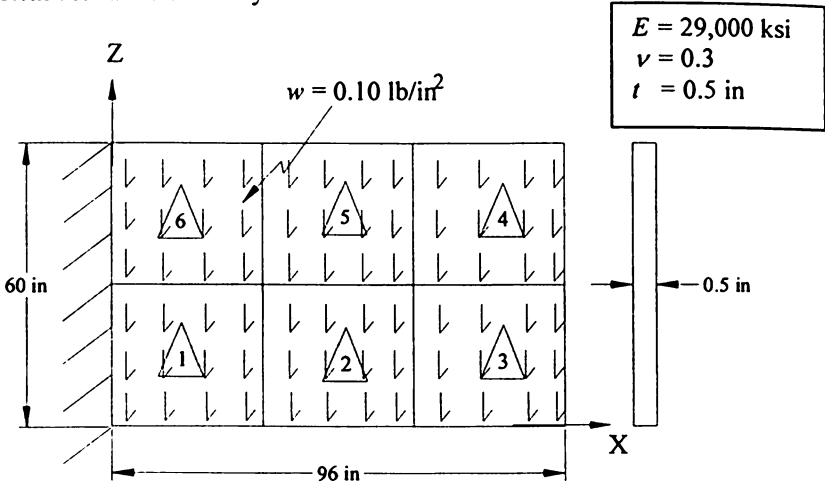 E = 29,000 ksi
ν = 0.3
t = 0.5 in
Z
w = 0.10 lb/in²
6
5
4
60 in
0.5 in
1
2
3
X
96 in